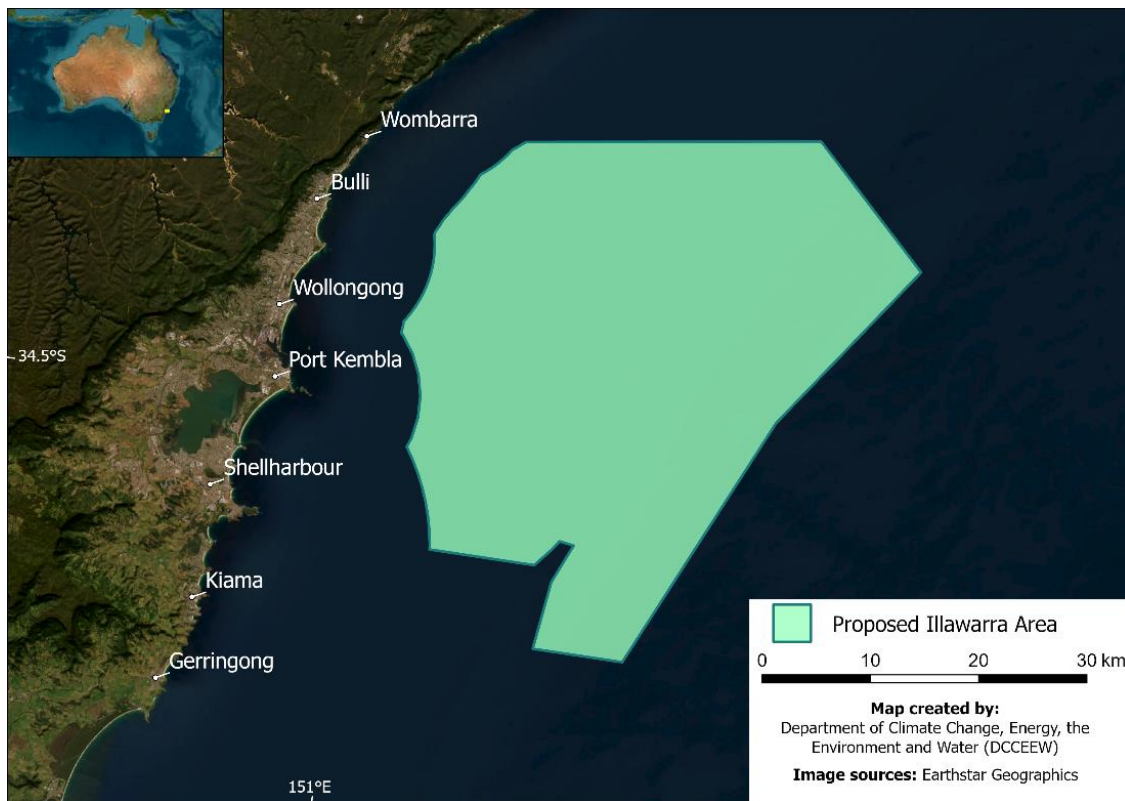 Wombarra
Bulli
Wollongong
34.5°S
Port Kembla
Shellharbour
Kiama
Gerringong
151°E
Proposed Illawarra Area
0 10 20 30 km
Map created by:
Department of Climate Change, Energy, the
Environment and Water (DCCEEW)
Image sources: Earthstar Geographics